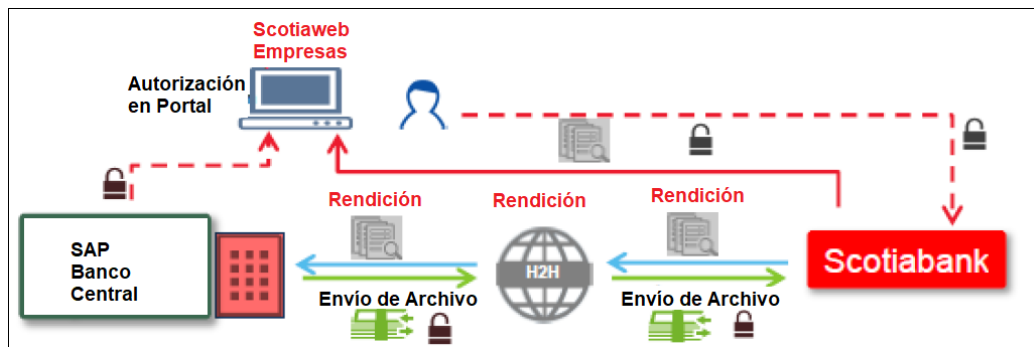 Scotiaweb
Empresas
Autorización
en Portal
Rendición
Rendición
Rendición
SAP
Banco
Central
H2H
Scotiabank
Envío de Archivo
Envío de Archivo